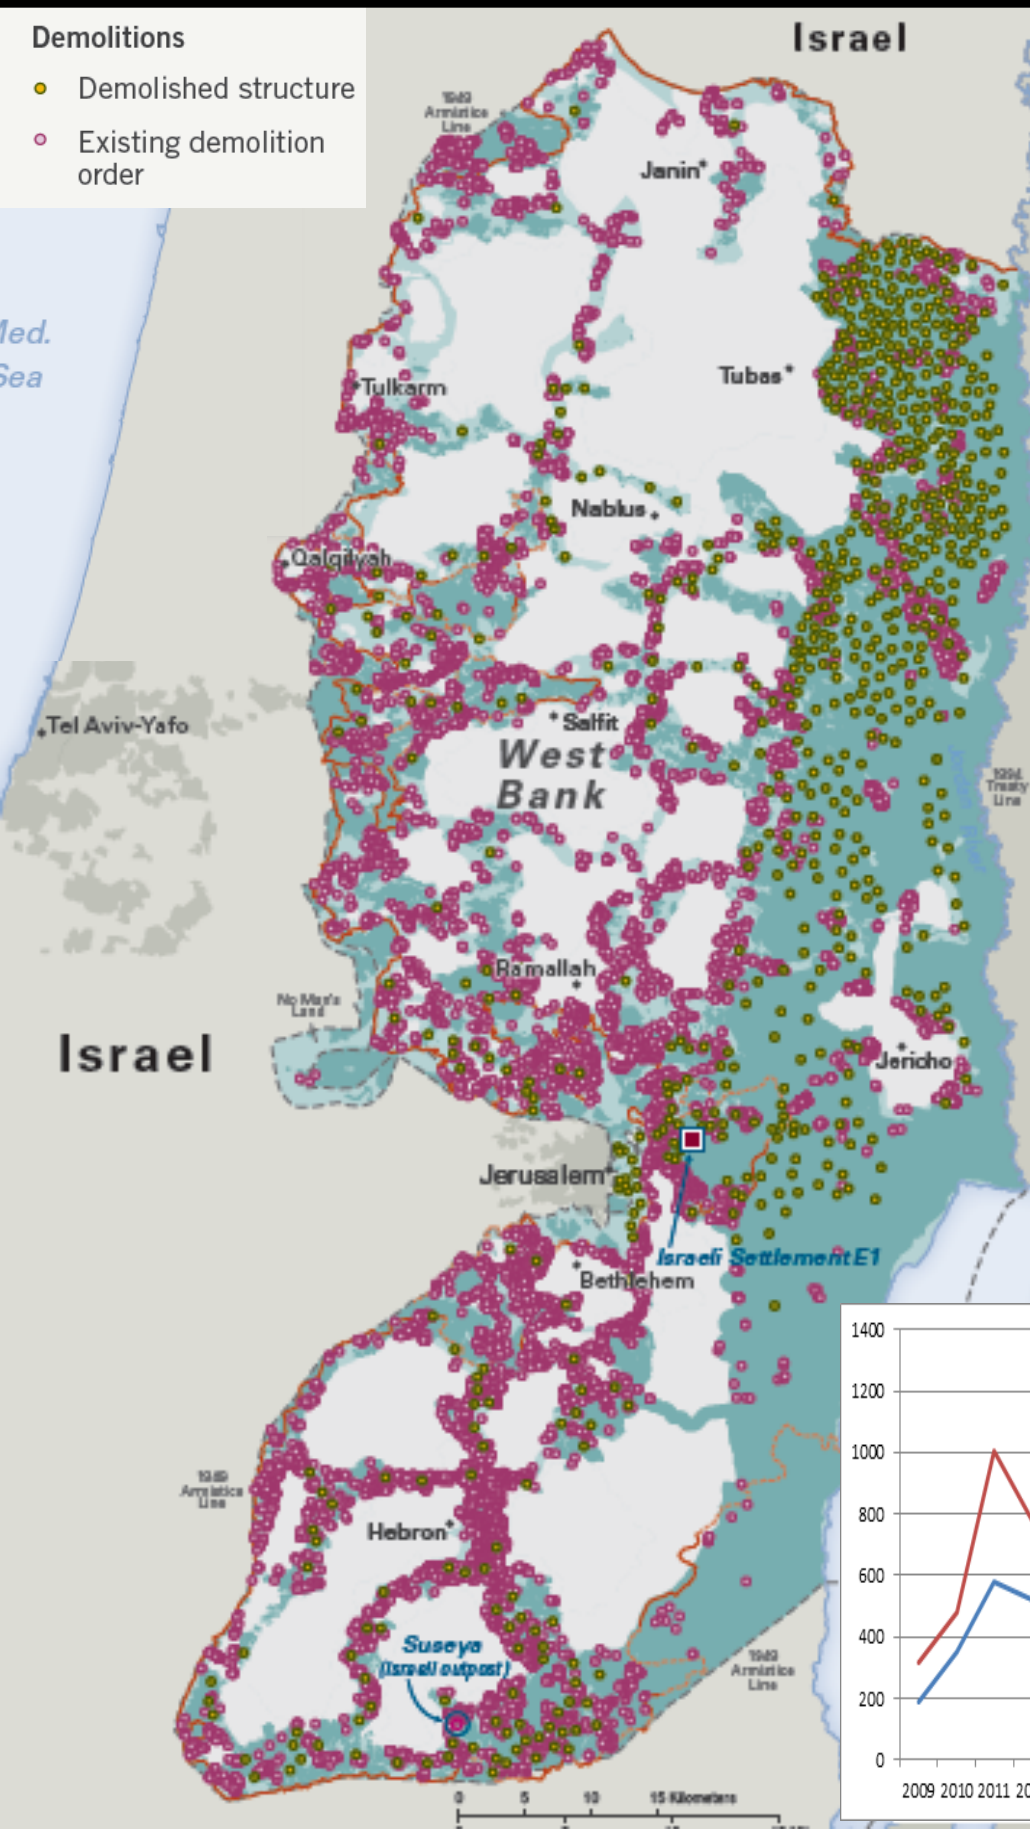 Demolitions
Demolished structure
Existing demolition
order
Israel
1949
Armistice
Line
Janin
Med.
Sea
Tubas
Tulkarm
Nablus
Qalqilyah
Tel Aviv-Yafo
Salfit
West
Bank
1994
Treaty
Line
Ramallah
No Man's
Land
Israel
Jericho
Jerusalem
Israeli Settlement E1
Bethlehem
1949
Armistice
Line
Hebron
Suseya
(Israeli outpost)
1949
Armistice
Line
1400
1200
1000
800
600
400
200
0
2009 2010 2011
0 5 10 15 Kilometers